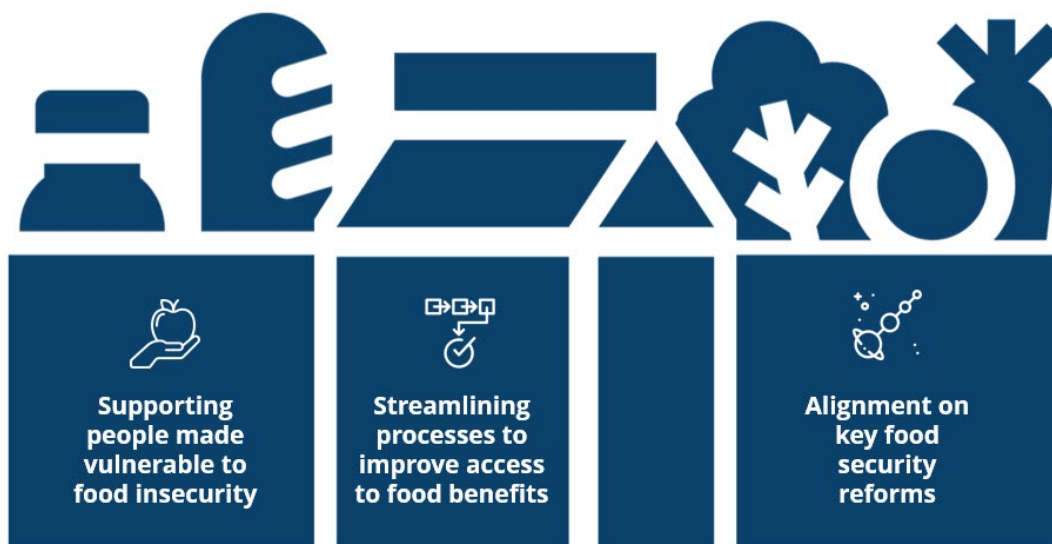 Supporting
people made
vulnerable to
food insecurity
Streamlining
processes to
improve access
to food benefits
Alignment on
key food
security
reforms